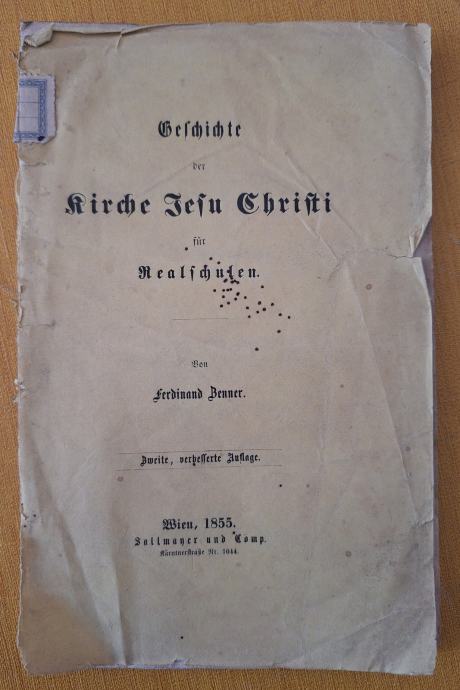 Geſchichte
der
Kirche Jeſu Chriſti
für
Realſchulen.
Von
Ferdinand Zenner.
Zweite, verbeſſerte Auflage.
Wien, 1855.
Sallmayer und Comp.
Kärntnerſtraße Nr. 1044.